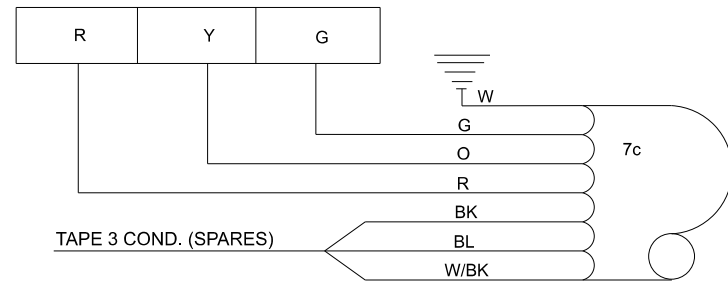 R Y G
W
G
7c
O
R
BK
TAPE 3 COND. (SPARES)
BL
W/BK